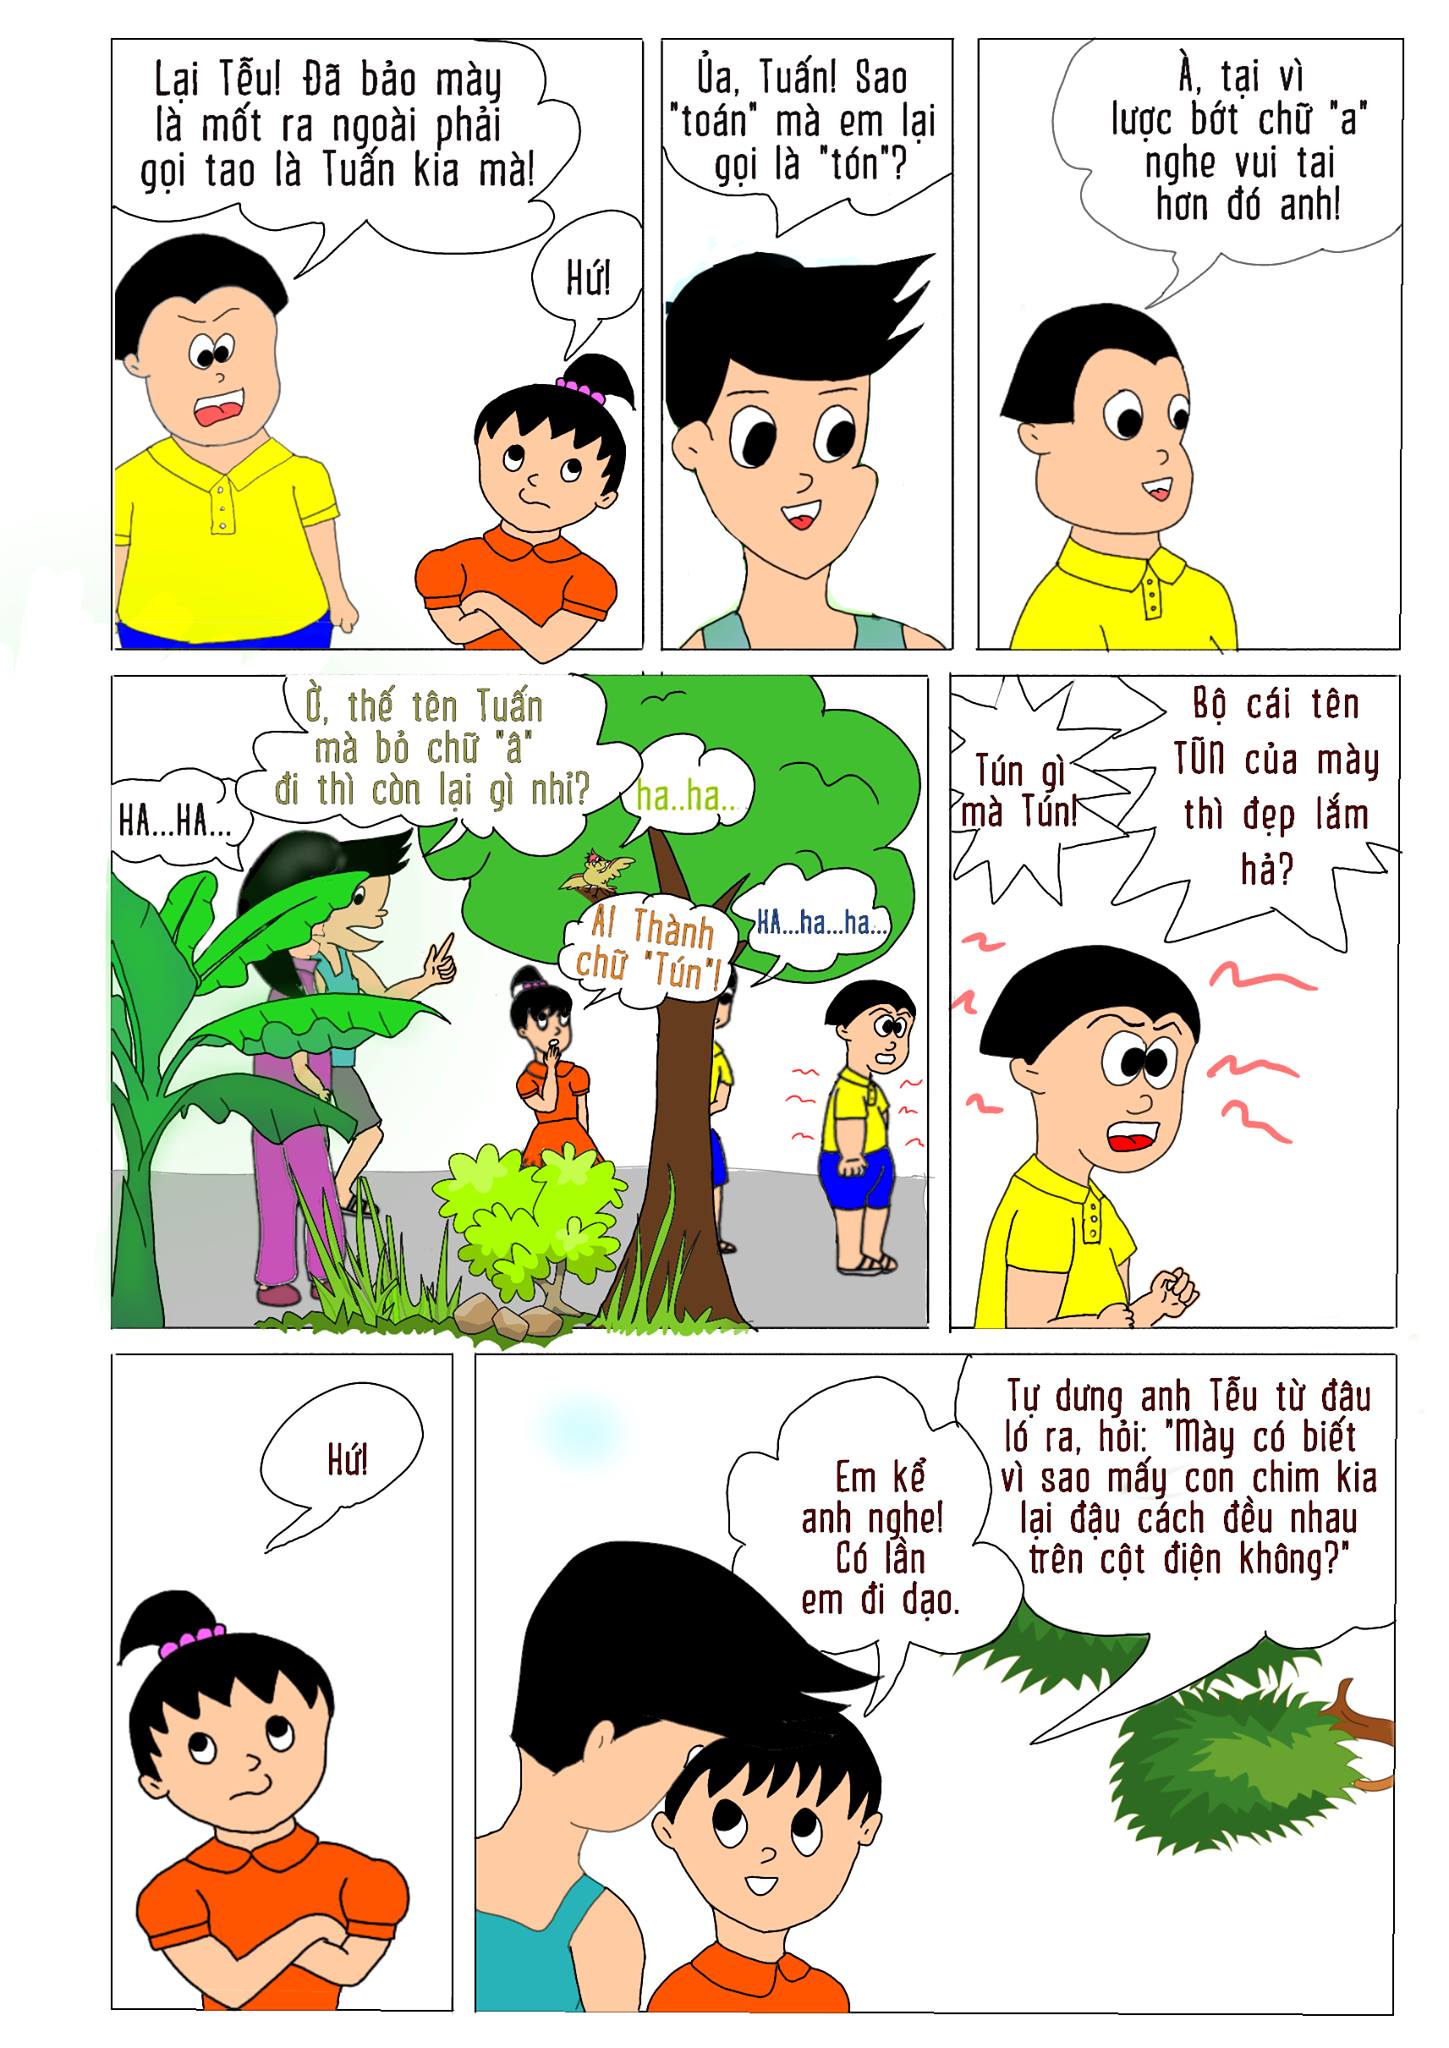 Lại Tễu! Đã bảo mày
là mốt ra ngoài phải
gọi tao là Tuấn kia mà!
Hứ!
Ủa, Tuấn! Sao
"toán" mà em lại
gọi là "tón"?
À, tại vì
lược bớt chữ "a"
nghe vui tai
hơn đó anh!
HA...HA...
Ờ, thế tên Tuấn
mà bỏ chữ "â"
đi thì còn lại gì nhỉ?
ha..ha..
A! Thành
chữ "Tún"!
HA...ha...ha...
Tún gì
mà Tún!
Bộ cái tên
TŨN của mày
thì đẹp lắm
hả?
Hứ!
Em kể
anh nghe!
Có lần
em đi dạo.
Tự dưng anh Tễu từ đâu
ló ra, hỏi: "Mày có biết
vì sao mấy con chim kia
lại đậu cách đều nhau
trên cột điện không?"